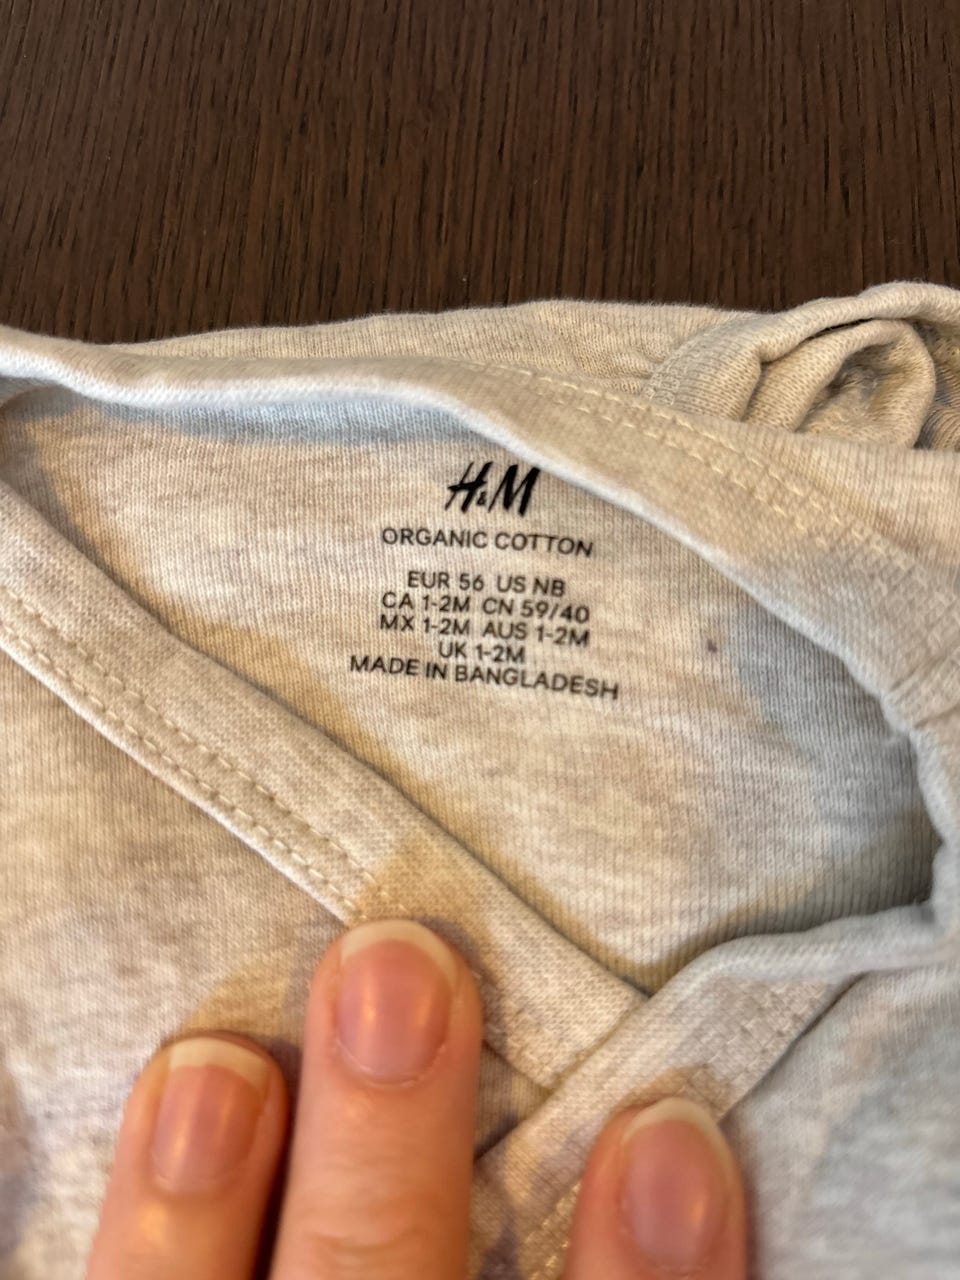 H&M
ORGANIC COTTON
EUR 56 US NB
CA 1-2M CN 59/40
MX 1-2M AUS 1-2M
UK 1-2M
MADE IN BANGLADESH